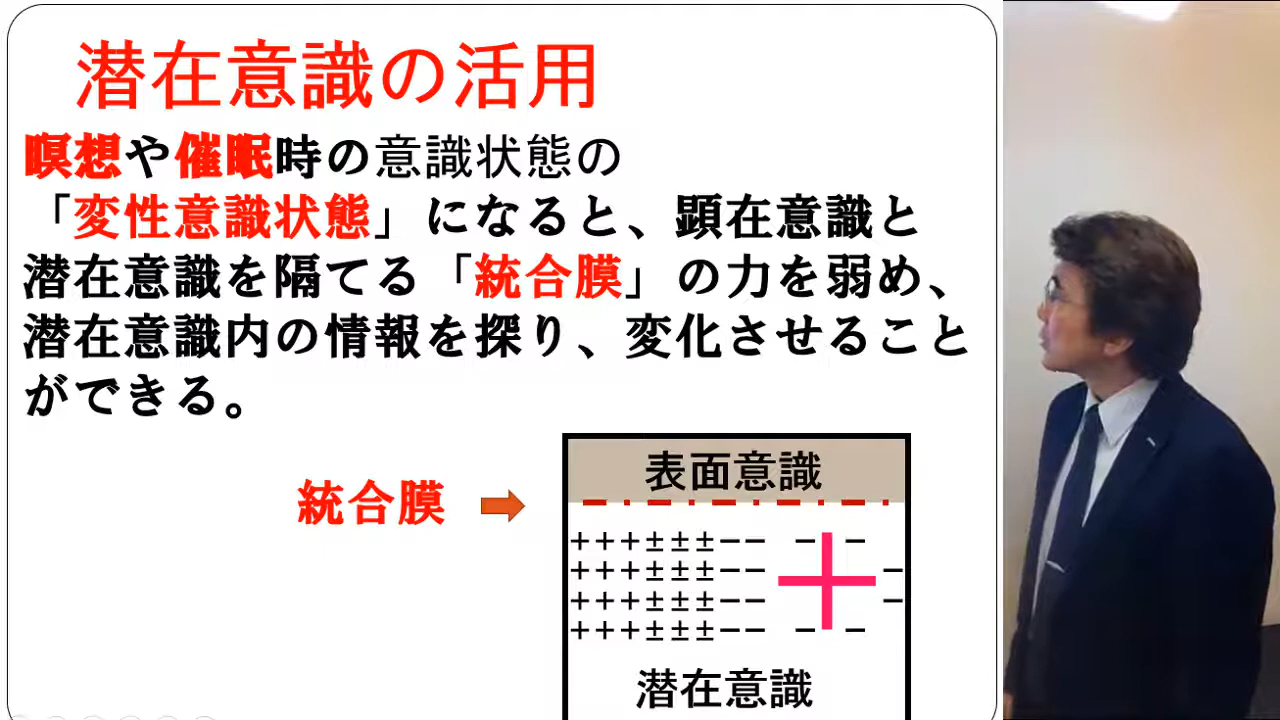 潜在意識の活用
瞑想や催眠時の意識状態の
「変性意識状態」になると、顕在意識と
潜在意識を隔てる「統合膜」の力を弱め、
潜在意識内の情報を探り、変化させること
ができる。
表面意識
統合膜
+++±±±−− − −
+++±±±−− −
+++±±±−− −
+++±±±−− − −
+
潜在意識